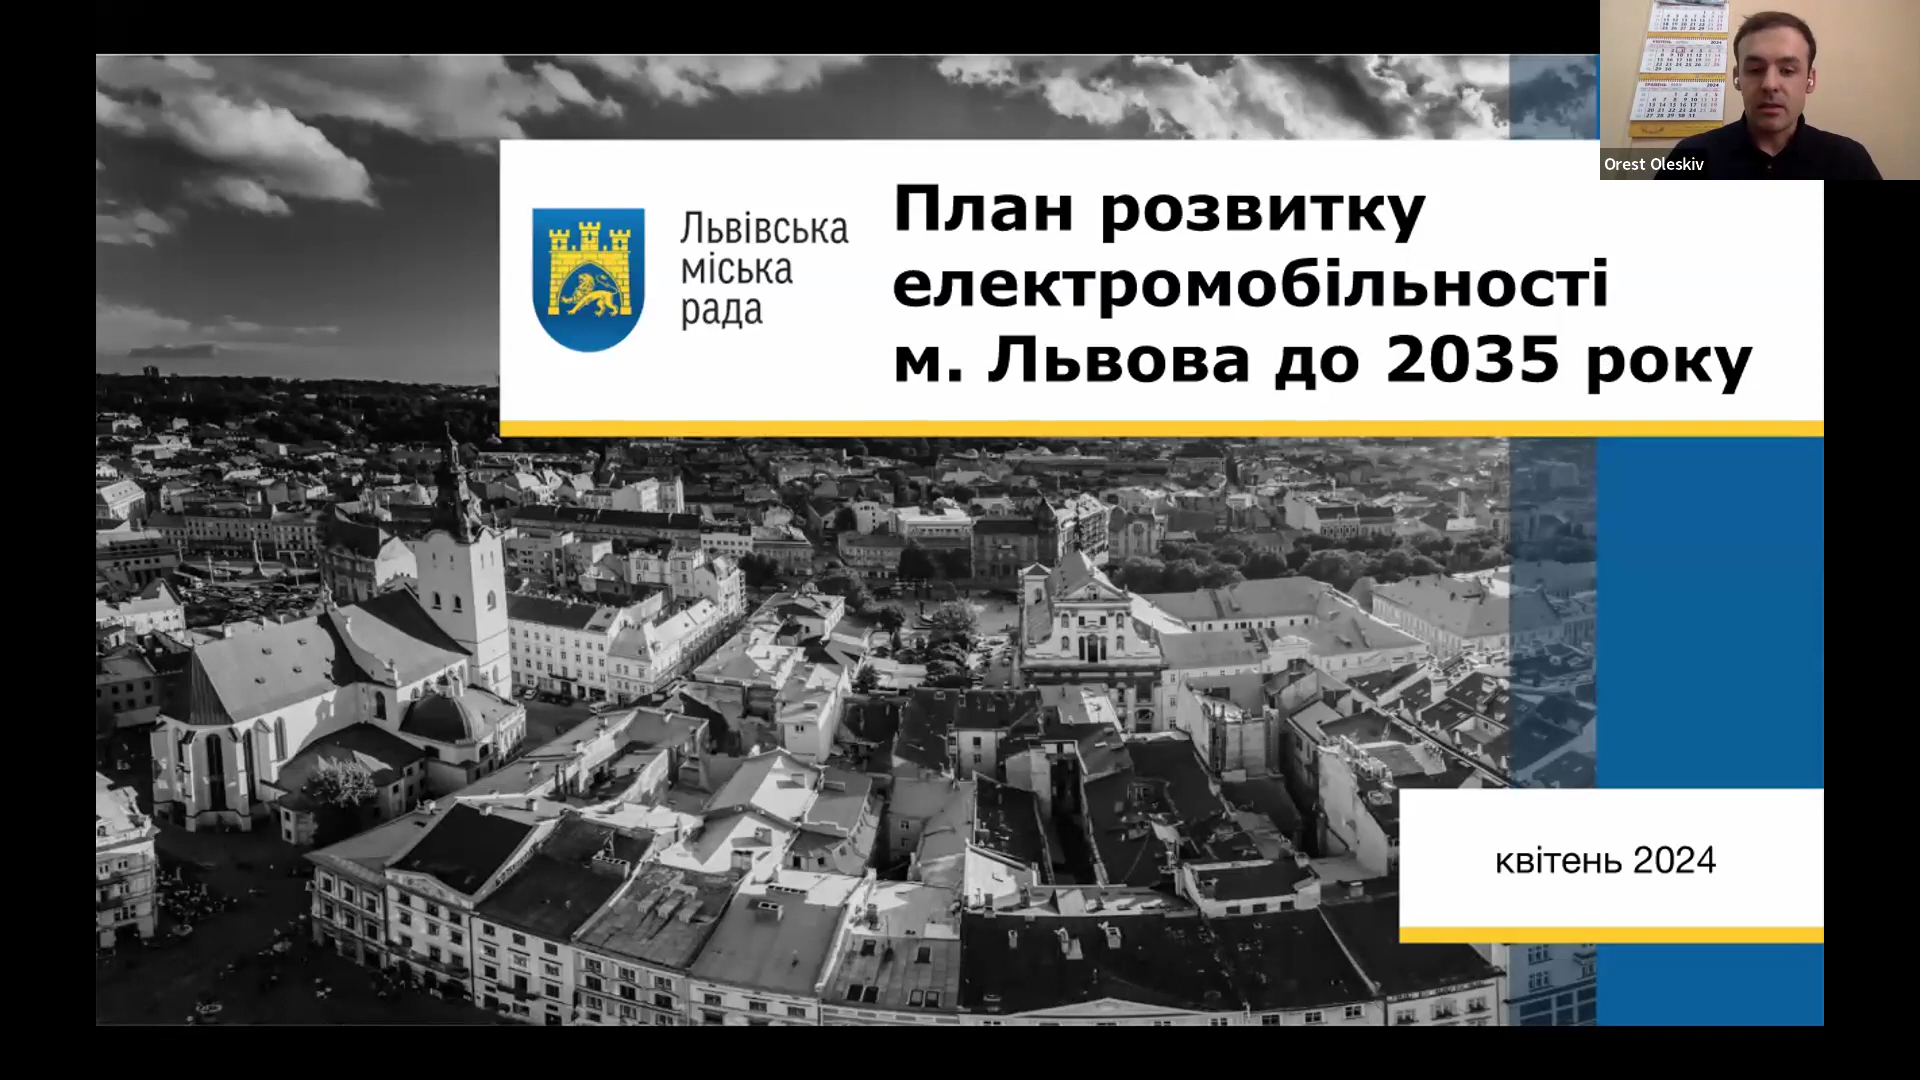 Львівська
міська
рада
План розвитку
електромобільності
м. Львова до 2035 року
Orest Oleskiv
квітень 2024